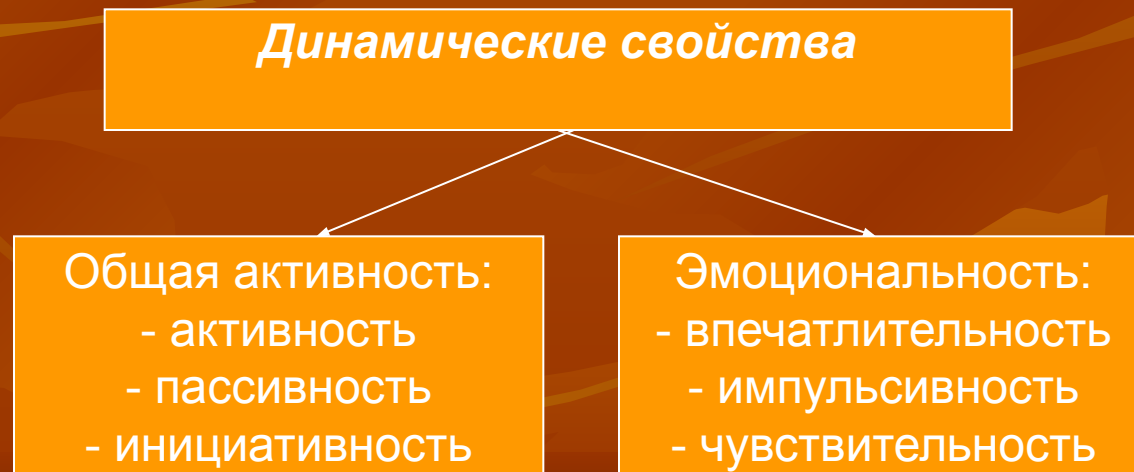 Динамические свойства
Общая активность:
- активность
- пассивность
- инициативность
Эмоциональность:
- впечатлительность
- импульсивность
- чувствительность